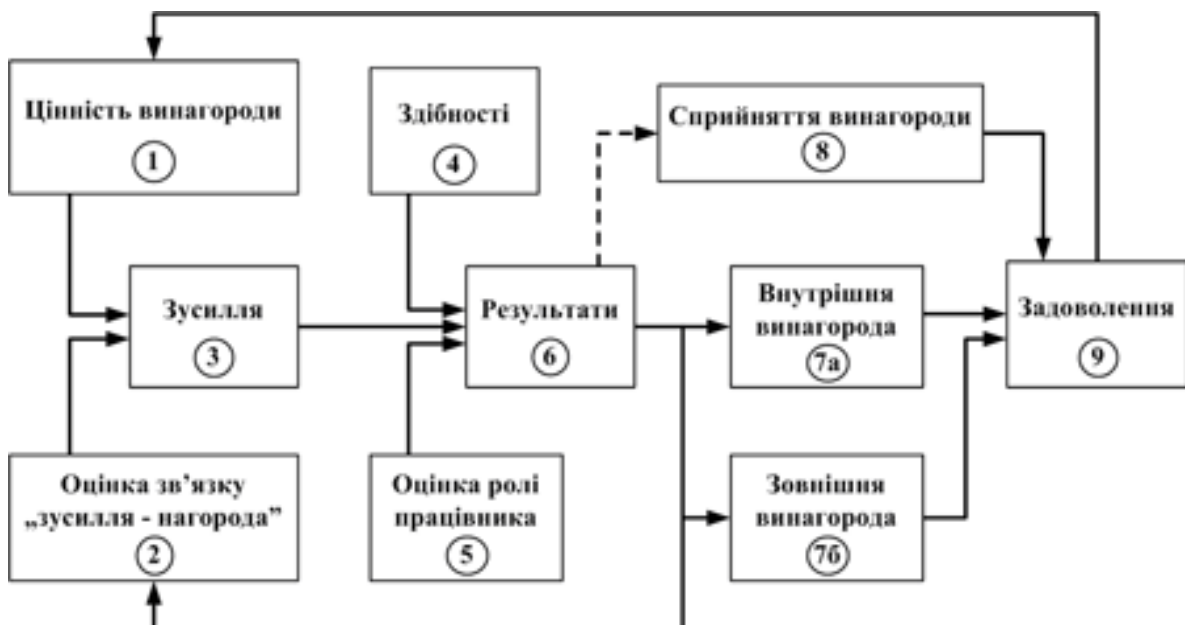 Цінність винагороди
1
Здібності
4
Сприйняття винагороди
8
Зусилля
3
Результати
6
Внутрішня
винагорода
7а
Задоволення
9
Оцінка зв’язку
„зусилля - нагорода”
2
Оцінка ролі
працівника
5
Зовнішня
винагорода
7б